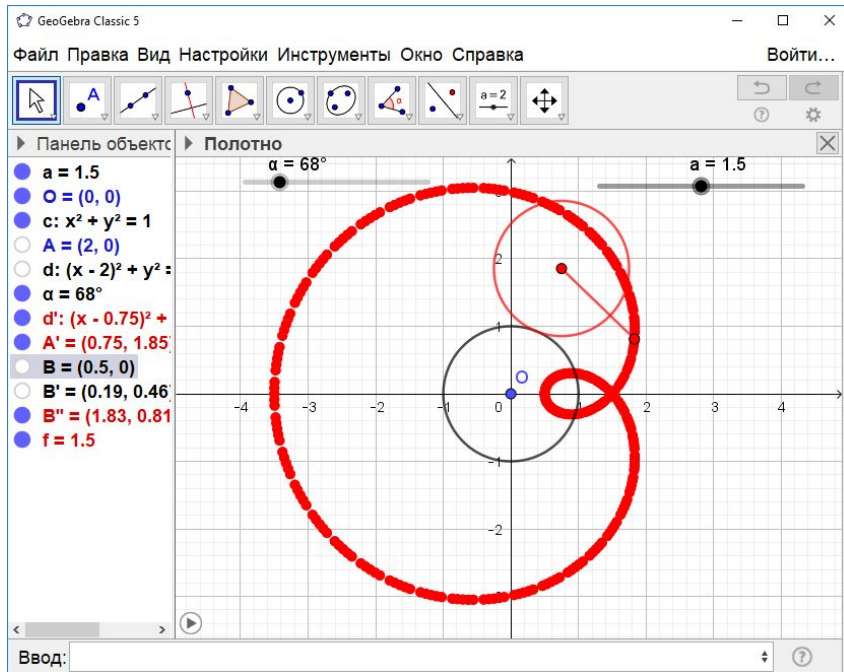 GeoGebra Classic 5
Файл Правка Вид Настройки Инструменты Окно Справка Войти…
A
α
a = 2
Панель объектс
Полотно
a = 1.5
O = (0, 0)
c: x² + y² = 1
A = (2, 0)
d: (x - 2)² + y² =
α = 68°
d': (x - 0.75)² +
A' = (0.75, 1.85)
B = (0.5, 0)
B' = (0.19, 0.46)
B'' = (1.83, 0.81
f = 1.5
α = 68°
a = 1.5
3
2
1
O
-4 -3 -2 -1 0 1 2 3 4
-1
-2
Ввод: